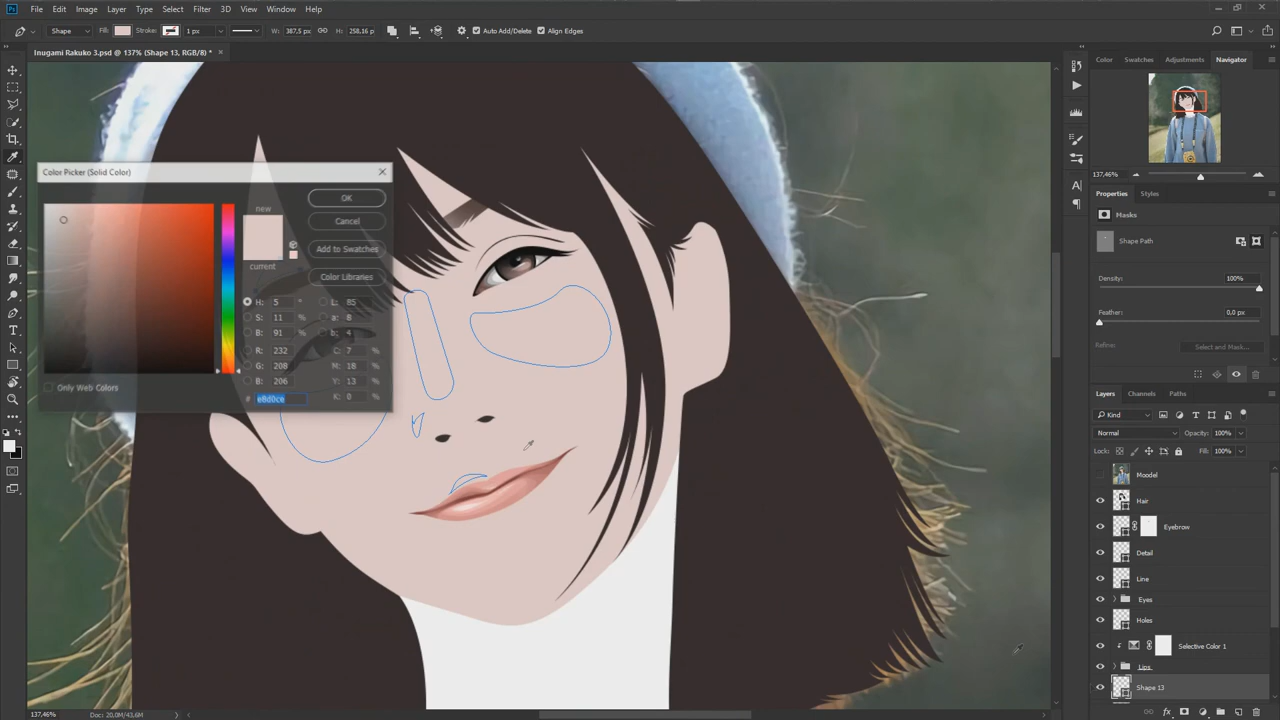 Ps File Edit Image Layer Type Select Filter 3D View Window Help
Shape Fill: Stroke: 1 px W: 387,5 px H: 258,16 p Auto Add/Delete Align Edges
Inugami Rakuko 3.psd @ 137% (Shape 13, RGB/8) * ×
Color Swatches Adjustments Navigator
137,46%
Properties Styles
Masks
Shape Path
Density: 100%
Feather: 0,0 px
Refine:
Select and Mask...
Layers Channels Paths
Kind
Normal Opacity: 100%
Lock: Fill: 100%
Moodel
Hair
Eyebrow
Detail
Line
Eyes
Holes
Selective Color 1
Lips
Shape 13
fx
Color Picker (Solid Color)
new
current
OK
Cancel
Add to Swatches
Color Libraries
H: 5 ° L: 85
S: 11 % a: 8
B: 91 % b: 4
R: 232 C: 7 %
G: 208 M: 18 %
B: 206 Y: 13 %
# e8d0ce K: 0 %
Only Web Colors
T
A
137,46% Doc: 20,0M/43,6M